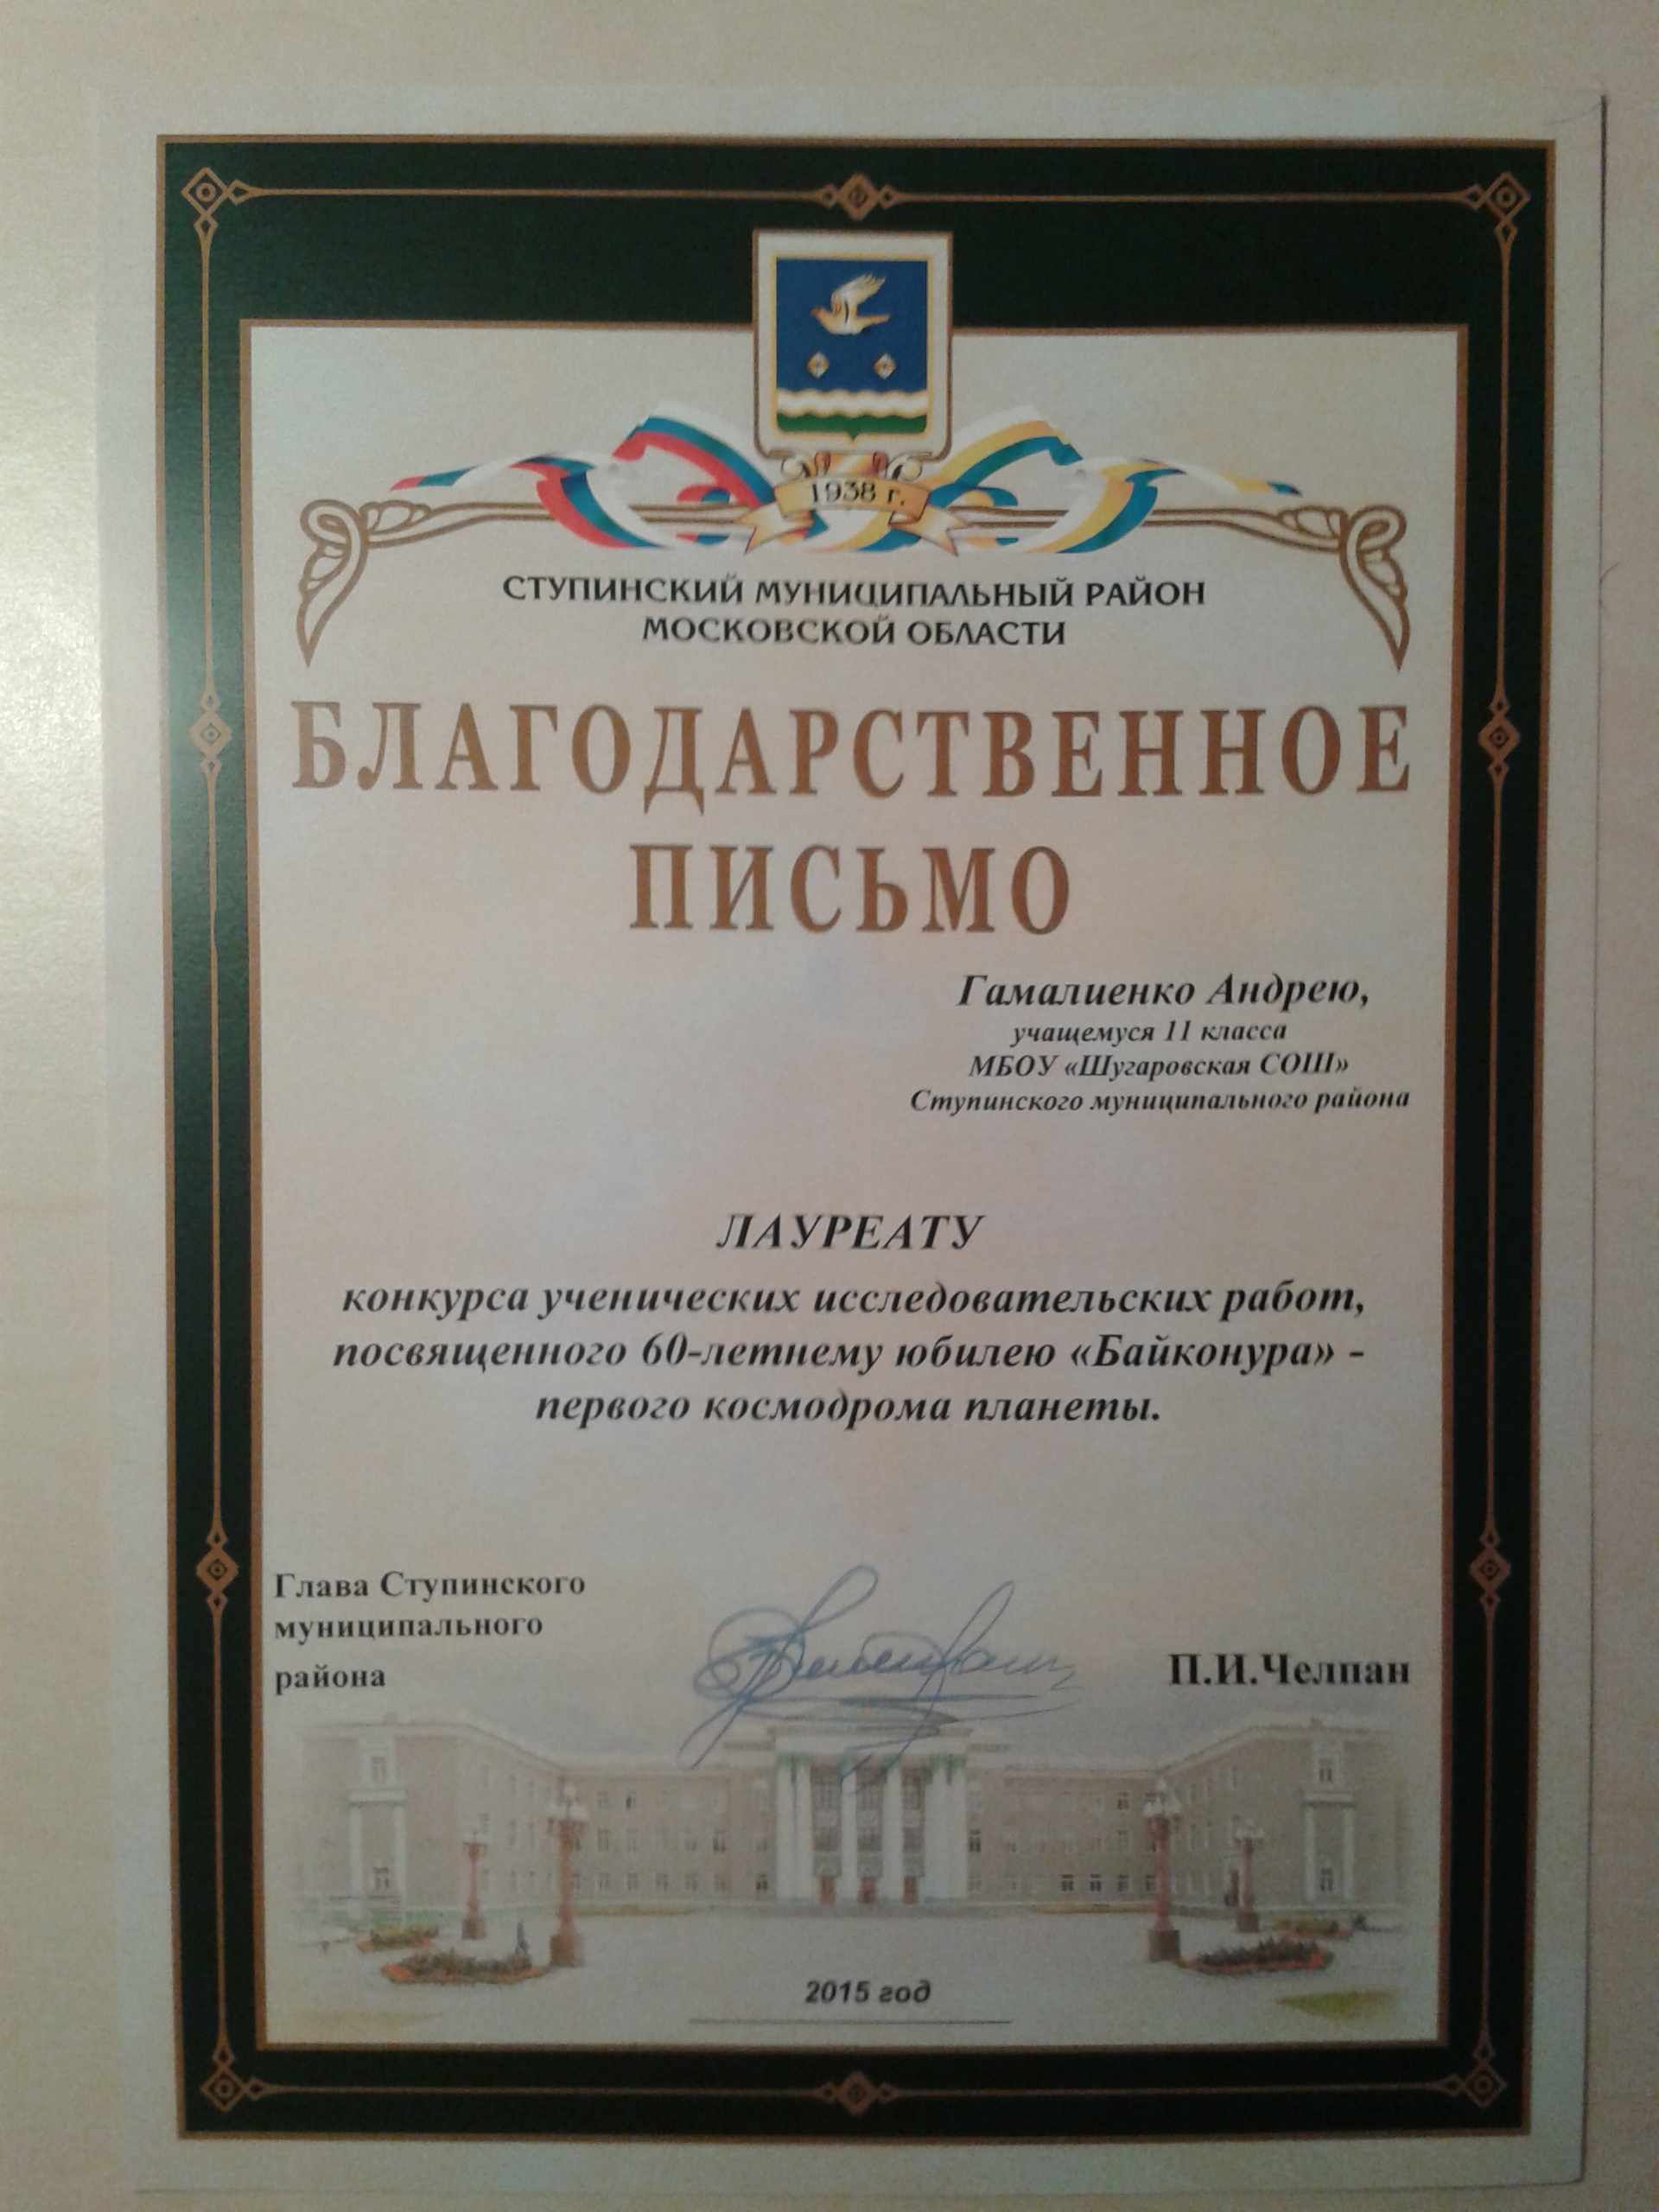 1938 г.
СТУПИНСКИЙ МУНИЦИПАЛЬНЫЙ РАЙОН
МОСКОВСКОЙ ОБЛАСТИ
БЛАГОДАРСТВЕННОЕ
ПИСЬМО
Гамалиенко Андрею,
учащемуся 11 класса
МБОУ «Шугаровская СОШ»
Ступинского муниципального района
ЛАУРЕАТУ
конкурса ученических исследовательских работ,
посвященного 60-летнему юбилею «Байконура» -
первого космодрома планеты.
Глава Ступинского
муниципального
района
П.И.Челпан
2015 год